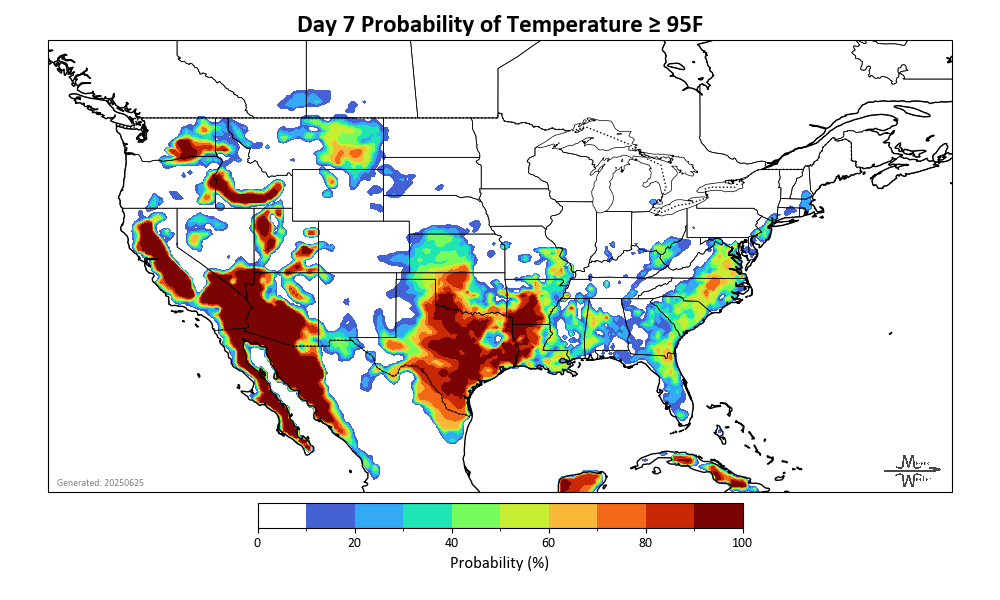 Day 7 Probability of Temperature ≥ 95F
Generated: 20250625
0 20 40 60 80 100
Probability (%)